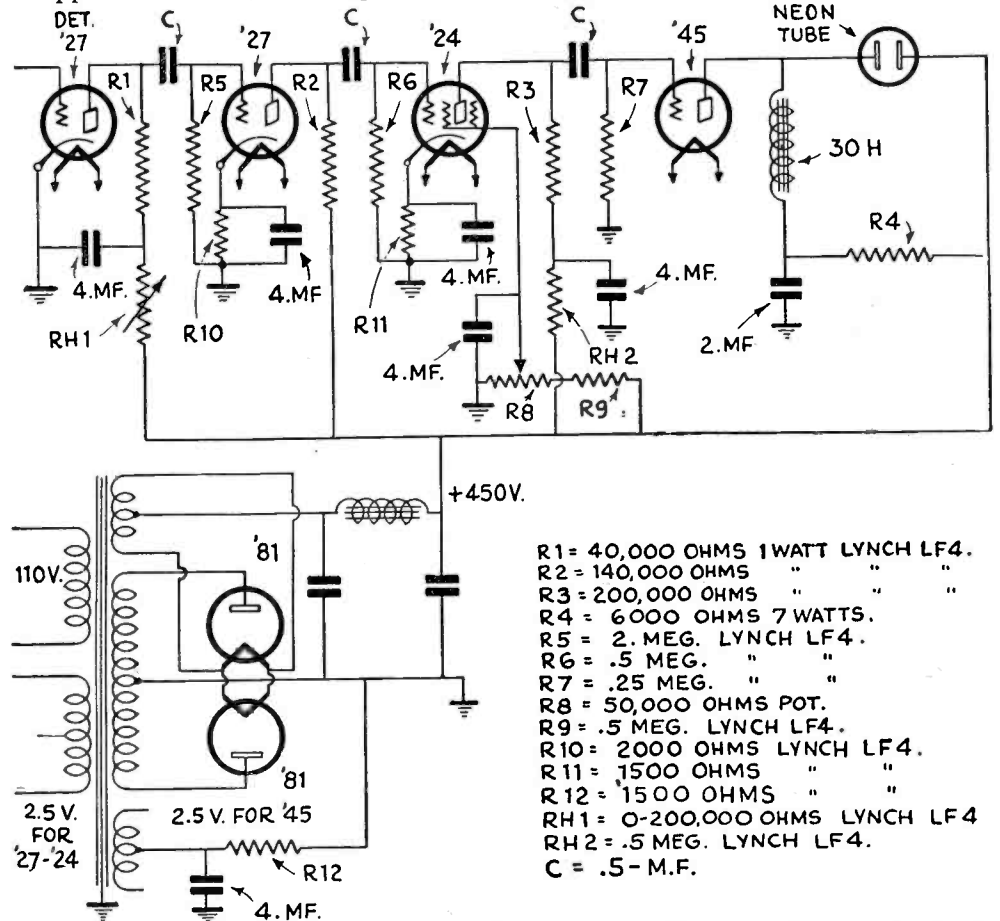 DET.
'27
C
'27
C
'24
C
'45
NEON
TUBE
R1
R5
R2
R6
R3
R7
30 H
R4
4.MF.
RH1
R10
4.MF
R11
4.MF.
4.MF.
4.MF.
RH 2
R8
R9
2.MF
+450V.
110V.
'81
'81
2.5 V.
FOR
'27-'24
2.5 V. FOR '45
R12
4.MF.
R1 = 40,000 OHMS 1 WATT LYNCH LF4.
R2 = 140,000 OHMS " " "
R3 = 200,000 OHMS " " "
R4 = 6000 OHMS 7 WATTS.
R5 = 2. MEG. LYNCH LF4.
R6 = .5 MEG. " "
R7 = .25 MEG. " "
R8 = 50,000 OHMS POT.
R9 = .5 MEG. LYNCH LF4.
R10 = 2000 OHMS LYNCH LF4.
R11 = 1500 OHMS " "
R12 = 1500 OHMS " "
RH1 = 0-200,000 OHMS LYNCH LF4
RH2 = .5 MEG. LYNCH LF4.
C = .5-M.F.